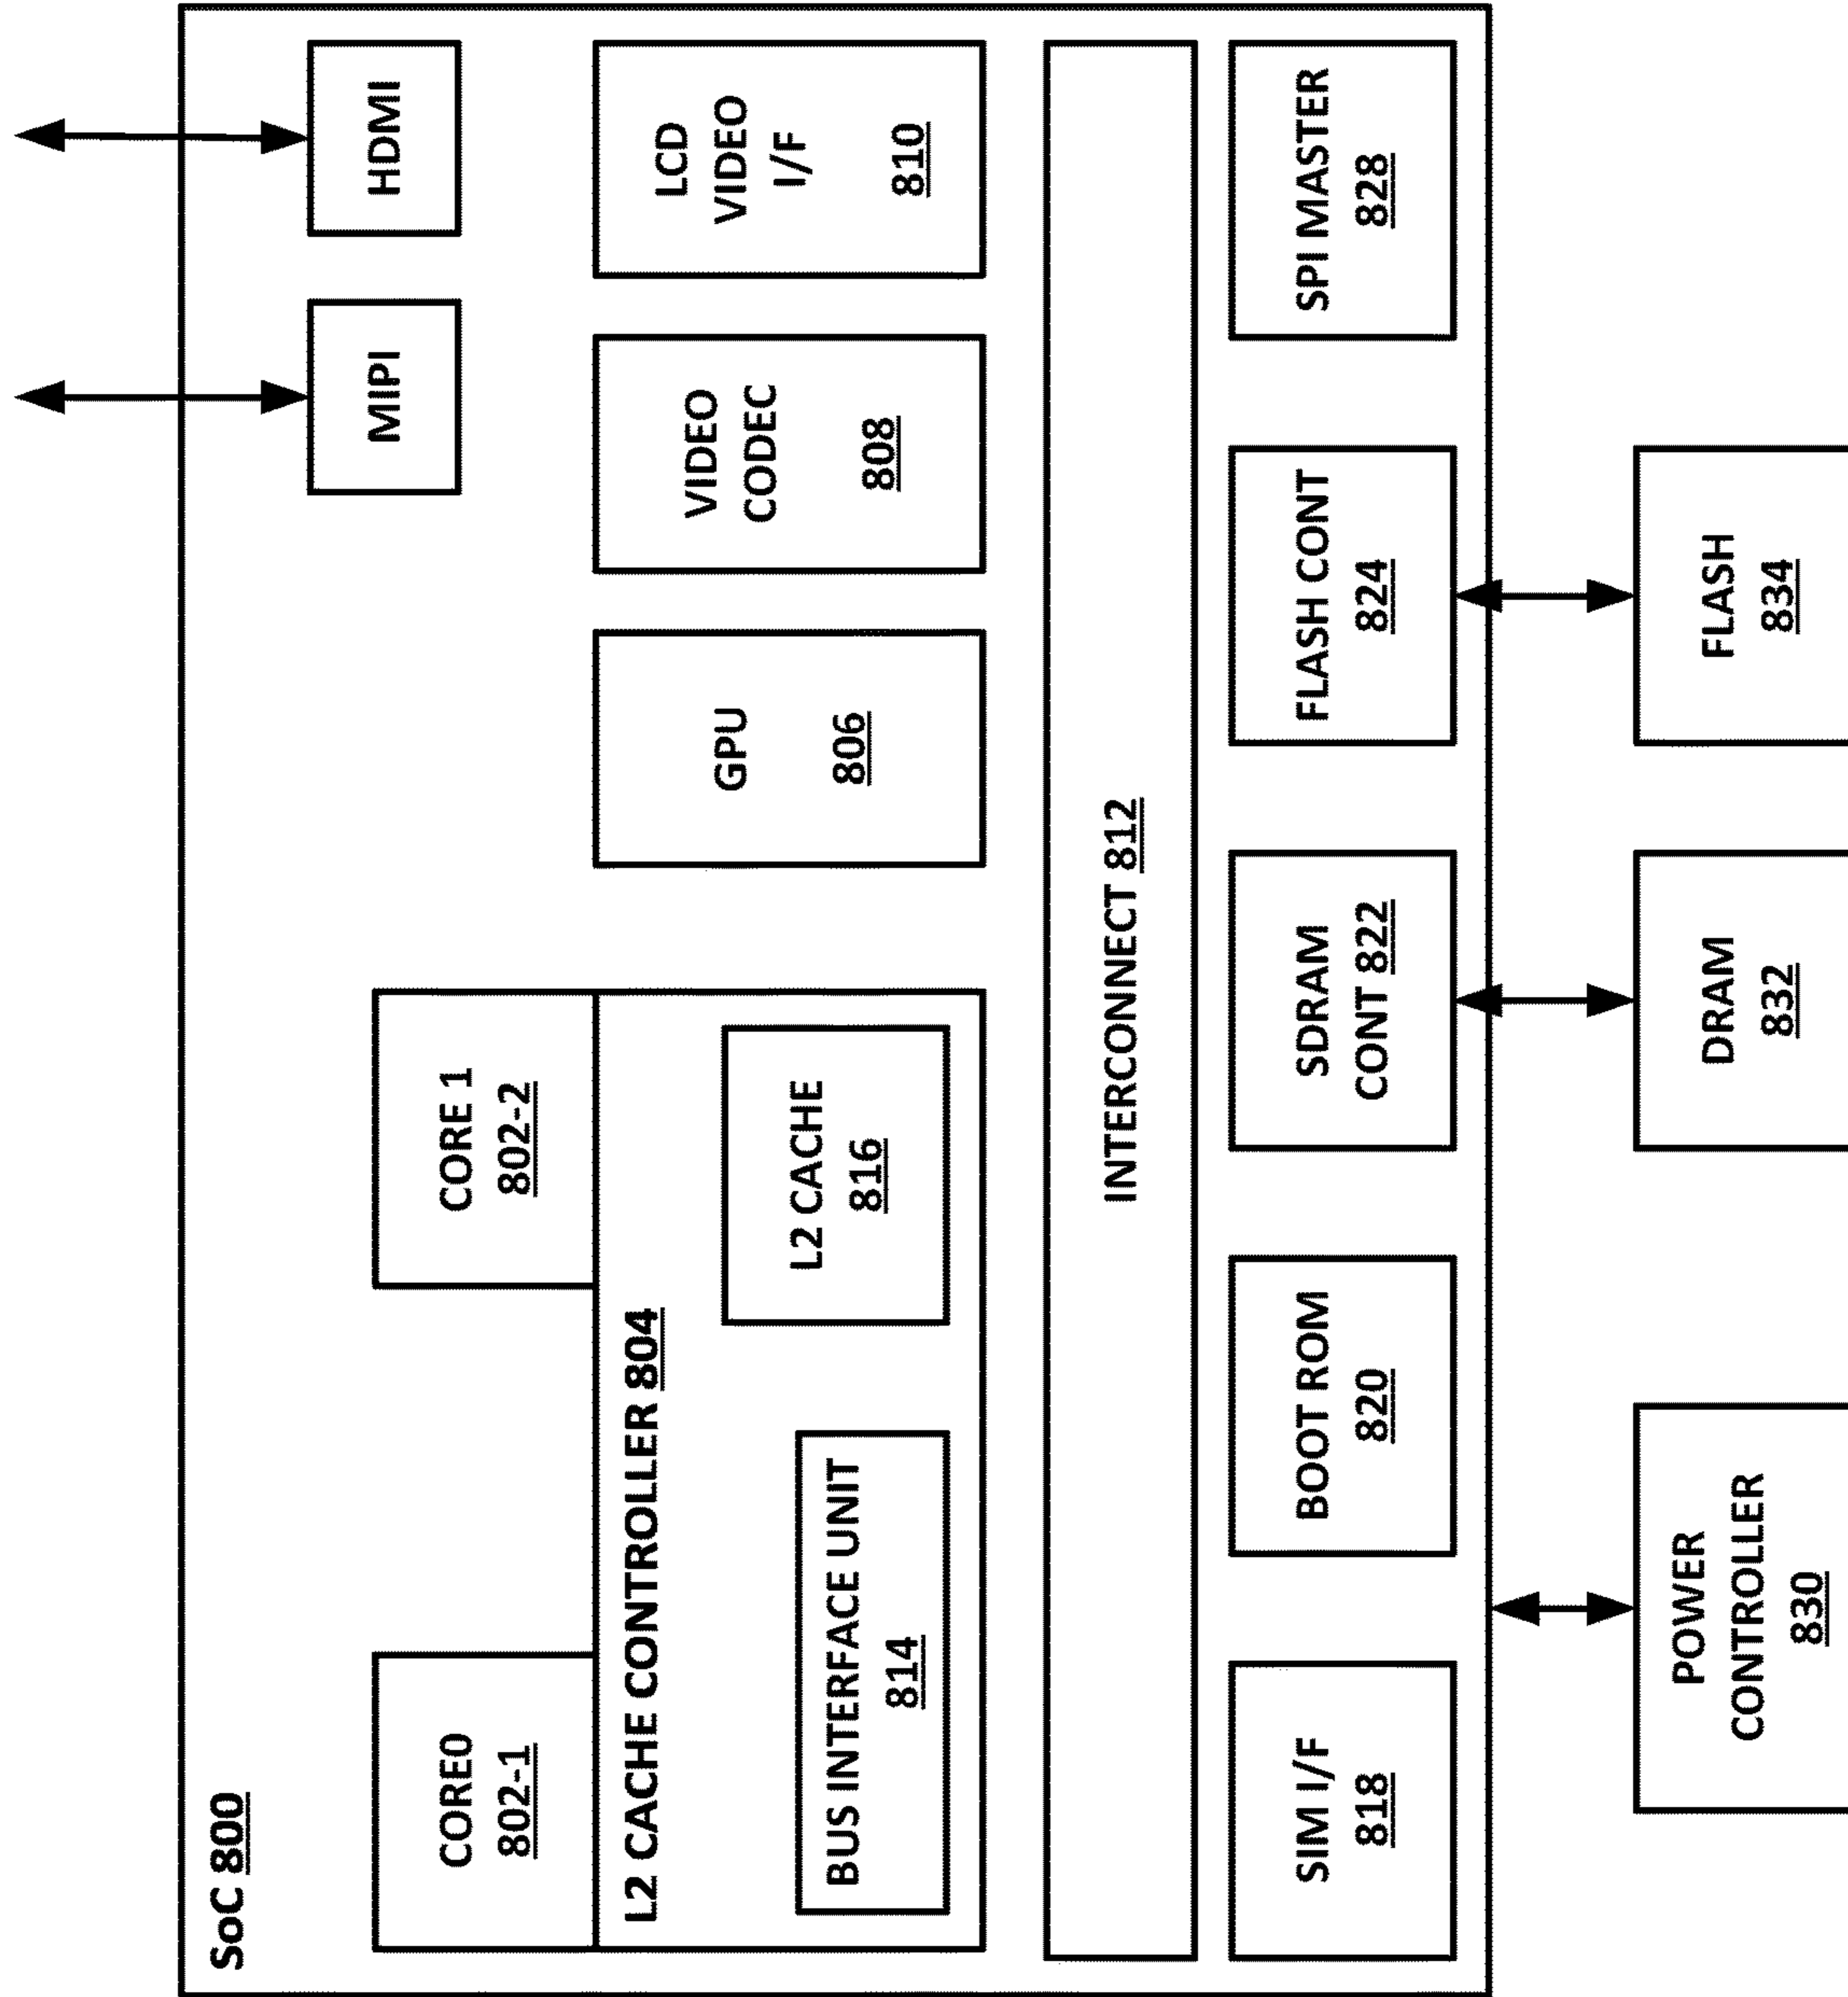 SoC 800
MIPI
HDMI
CORE0
802-1
CORE 1
802-2
L2 CACHE CONTROLLER 804
BUS INTERFACE UNIT
814
L2 CACHE
816
GPU
806
VIDEO
CODEC
808
LCD
VIDEO
I/F
810
INTERCONNECT 812
SIM I/F
818
BOOT ROM
820
SDRAM
CONT 822
FLASH CONT
824
SPI MASTER
828
POWER
CONTROLLER
830
DRAM
832
FLASH
834